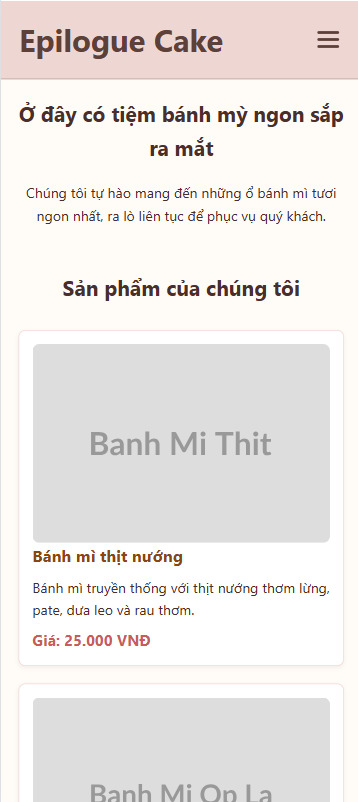 Epilogue Cake
Ở đây có tiệm bánh mỳ ngon sắp
ra mắt
Chúng tôi tự hào mang đến những ổ bánh mì tươi
ngon nhất, ra lò liên tục để phục vụ quý khách.
Sản phẩm của chúng tôi
Banh Mi Thit
Bánh mì thịt nướng
Bánh mì truyền thống với thịt nướng thơm lừng,
pate, dưa leo và rau thơm.
Giá: 25.000 VNĐ
Banh Mi Op La